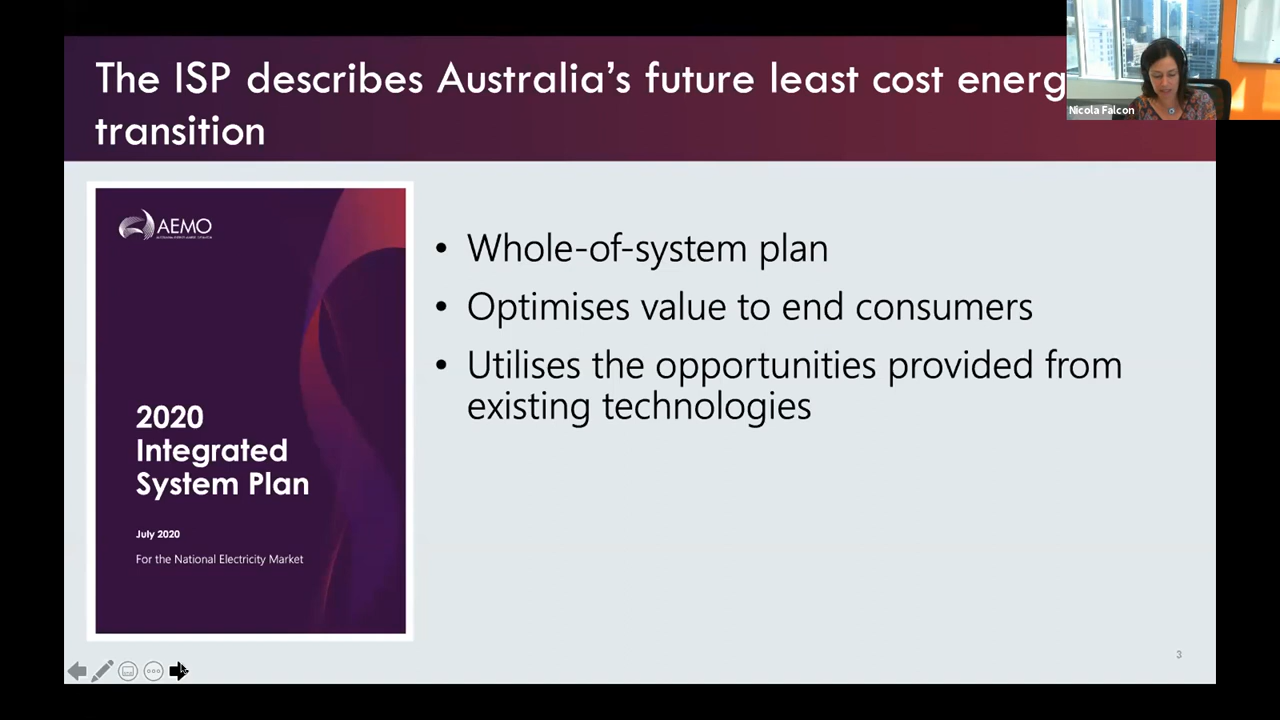 The ISP describes Australia's future least cost energ
transition
Nicola Falcon
AEMO
• Whole-of-system plan
• Optimises value to end consumers
• Utilises the opportunities provided from
existing technologies
2020
Integrated
System Plan
July 2020
For the National Electricity Market
3